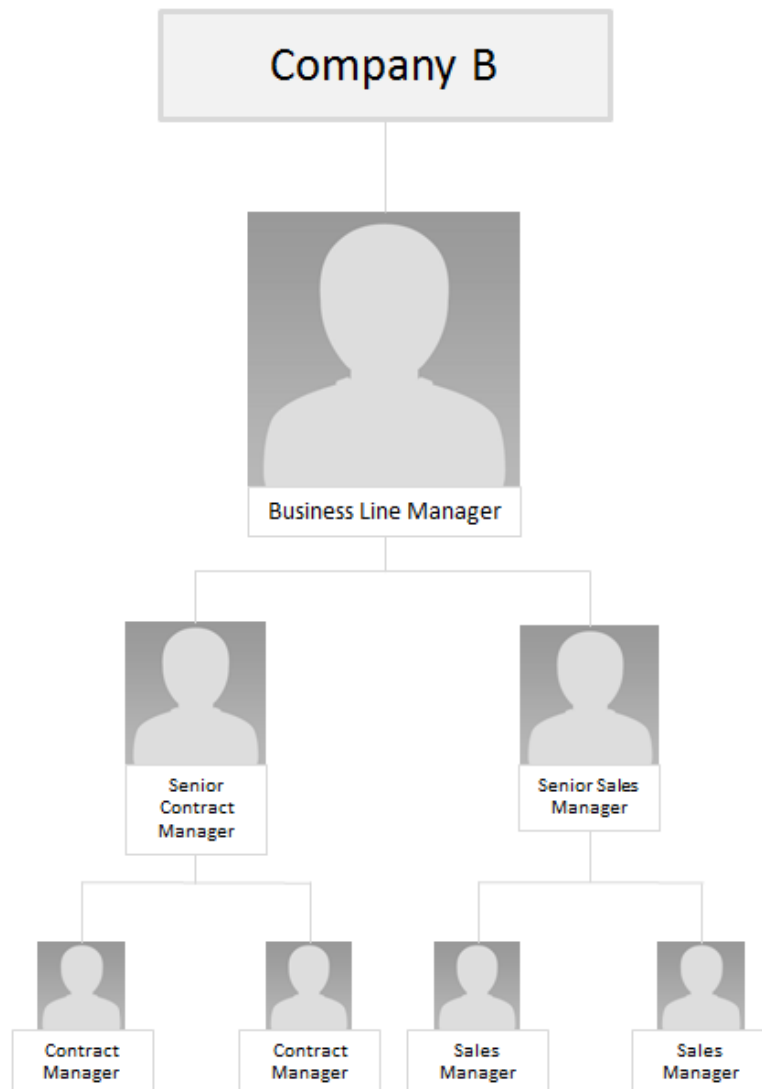 Company B
Business Line Manager
Senior
Contract
Manager
Senior Sales
Manager
Contract
Manager
Contract
Manager
Sales
Manager
Sales
Manager